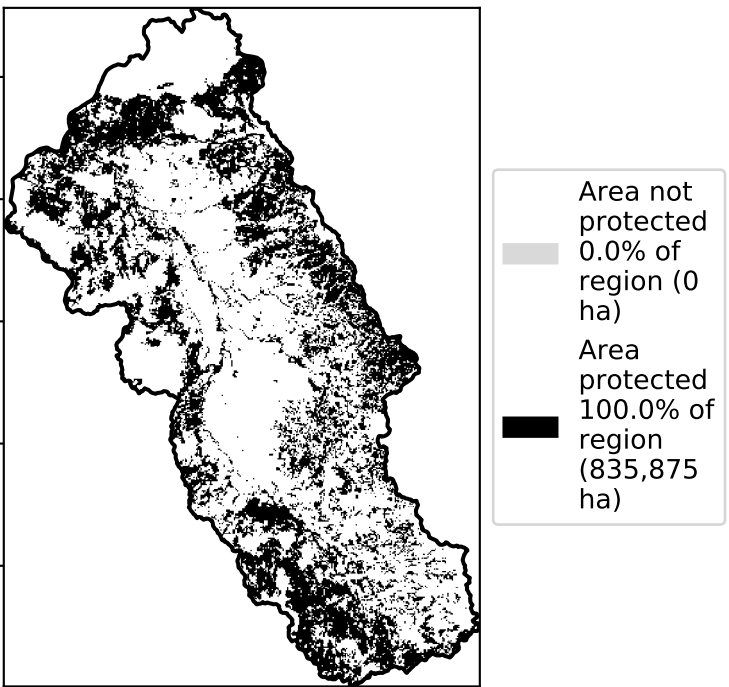 Area not
protected
0.0% of
region (0
ha)
Area
protected
100.0% of
region
(835,875
ha)